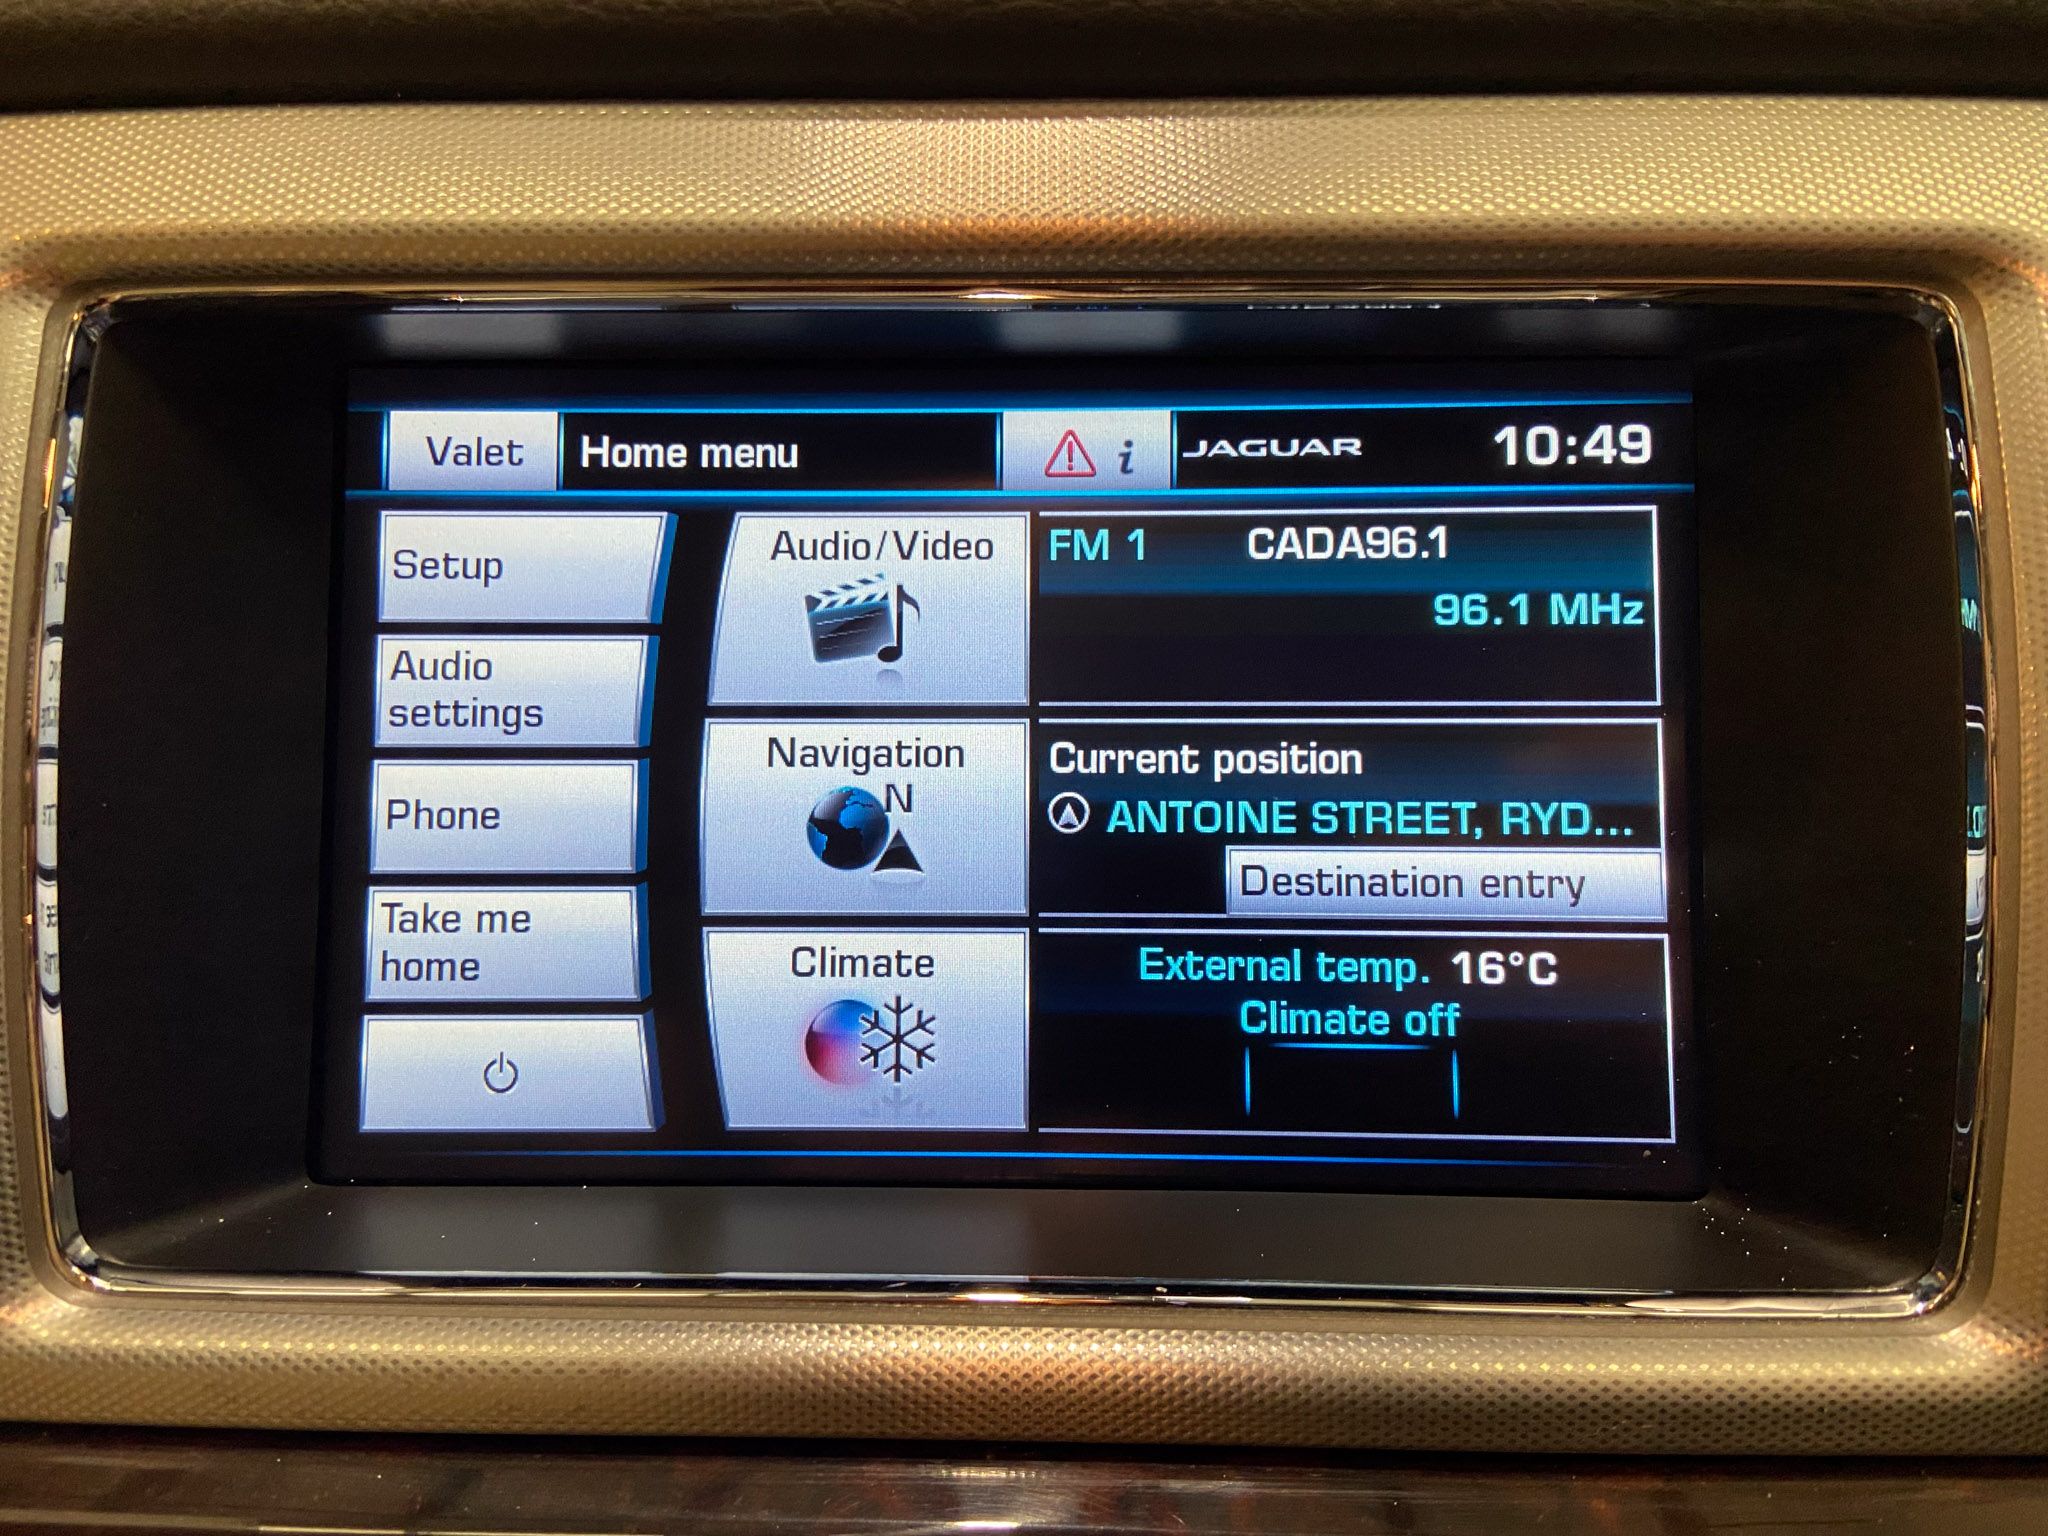 Valet
Home menu
i
JAGUAR
10:49
Setup
Audio
settings
Phone
Take me
home
Audio/Video
Navigation
N
Climate
FM 1
CADA96.1
96.1 MHz
Current position
ANTOINE STREET, RYD...
Destination entry
External temp. 16°C
Climate off